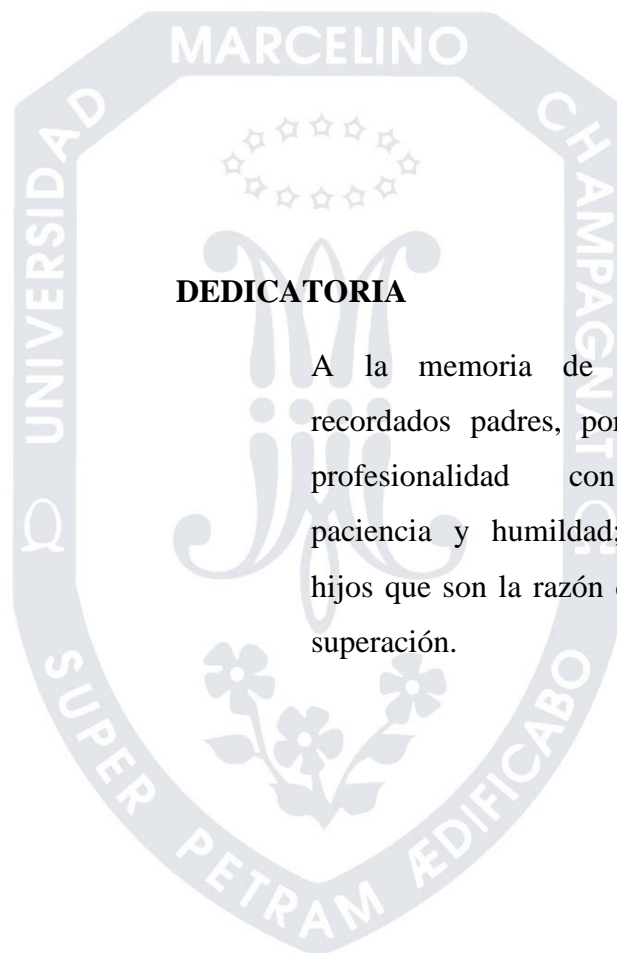 MARCELINO
UNIVERSIDAD
CHAMPAGNAT
DEDICATORIA
A la memoria de
recordados padres, por
profesionalidad con
paciencia y humildad;
hijos que son la razón
superación.
SUPER PETRAM ÆDIFICABO